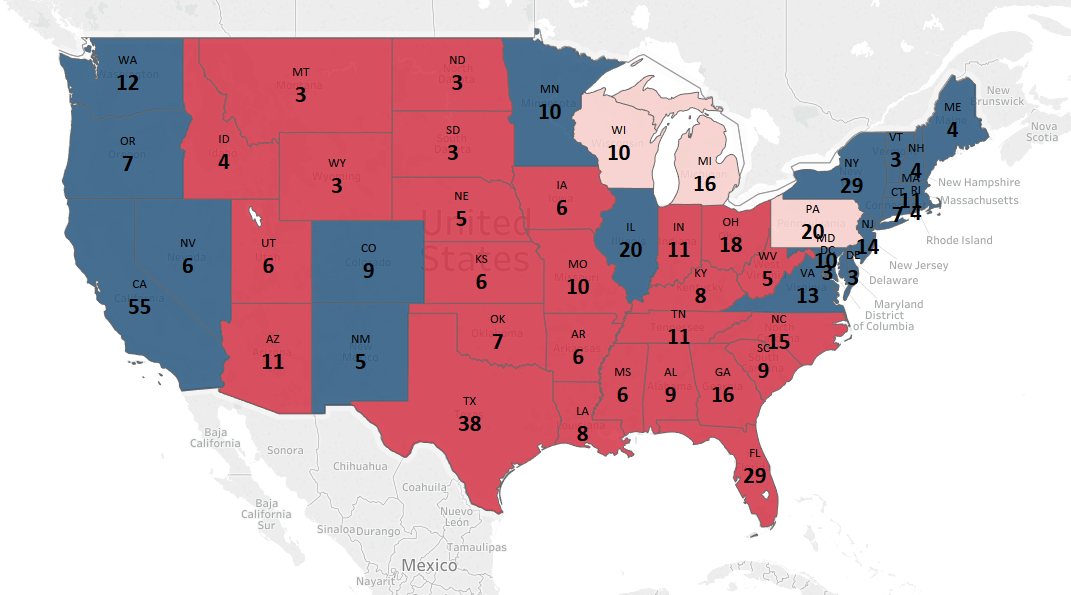 WA
12
OR
7
CA
55
NV
6
ID
4
MT
3
WY
3
UT
6
AZ
11
CO
9
NM
5
ND
3
SD
3
NE
5
KS
6
OK
7
TX
38
MN
10
IA
6
MO
10
AR
6
LA
8
WI
10
IL
20
MI
16
IN
11
OH
18
KY
8
TN
11
MS
6
AL
9
GA
16
FL
29
SC
9
NC
15
VA
13
WV
5
PA
20
MD
10
DC
3
DE
3
NJ
14
NY
29
CT
7
RI
4
MA
11
VT
3
NH
4
ME
4
United
States
New
Brunswick
Nova
Scotia
New Hampshire
Massachusetts
Rhode Island
New Jersey
Delaware
Maryland
District
of Columbia
Baja
California
Sonora
Chihuahua
Coahuila
Baja
California
Sur
Sinaloa
Durango
Nuevo
León
Tamaulipas
Mexico
Nayarit